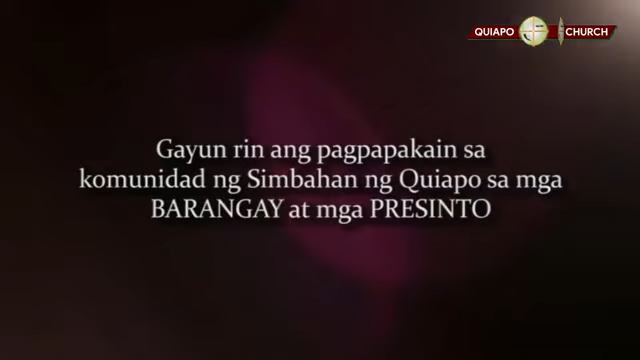 QUIAPO CHURCH
Gayun rin ang pagpapakain sa
komunidad ng Simbahan ng Quiapo sa mga
BARANGAY at mga PRESINTO